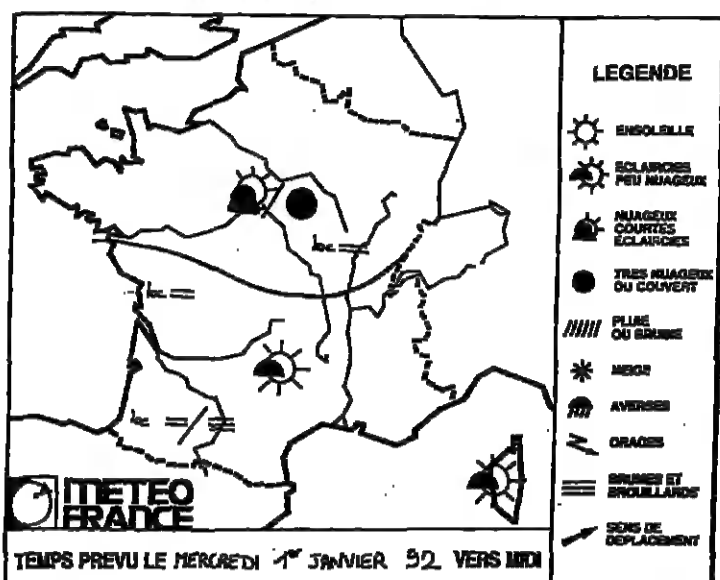 LEGENDE
ENSOLEILLE
ECLAIRCIES
PEU NUAGEUX
NUAGEUX
COURTES
ECLAIRCIES
TRES NUAGEUX
OU COUVERT
PLUIE
OU BRUINE
NEIGE
AVERSES
ORAGES
BRUMES ET
BROUILLARDS
SENS DE
DEPLACEMENT
loc
loc
loc
METEO
FRANCE
TEMPS PREVU LE MERCREDI 1er JANVIER 92 VERS MIDI